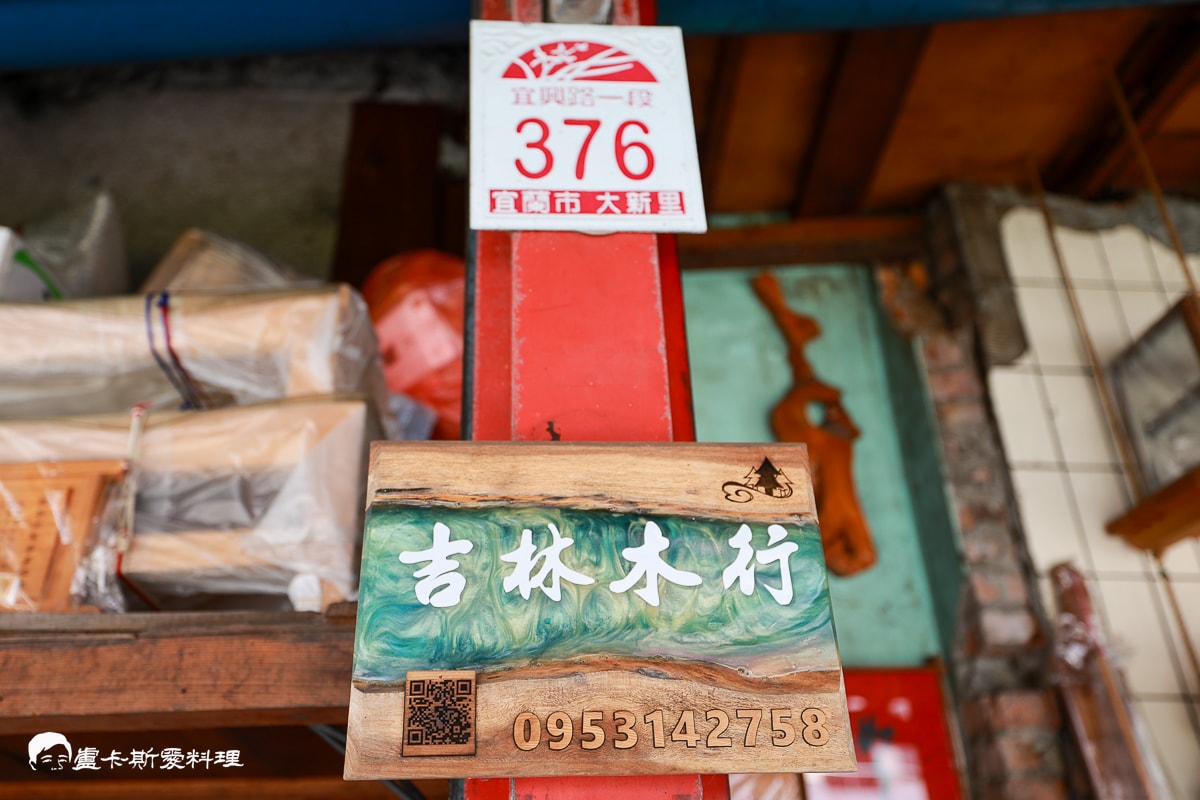 宜興路一段
376
宜蘭市 大新里
吉林木行
0953142758
盧卡斯愛料理